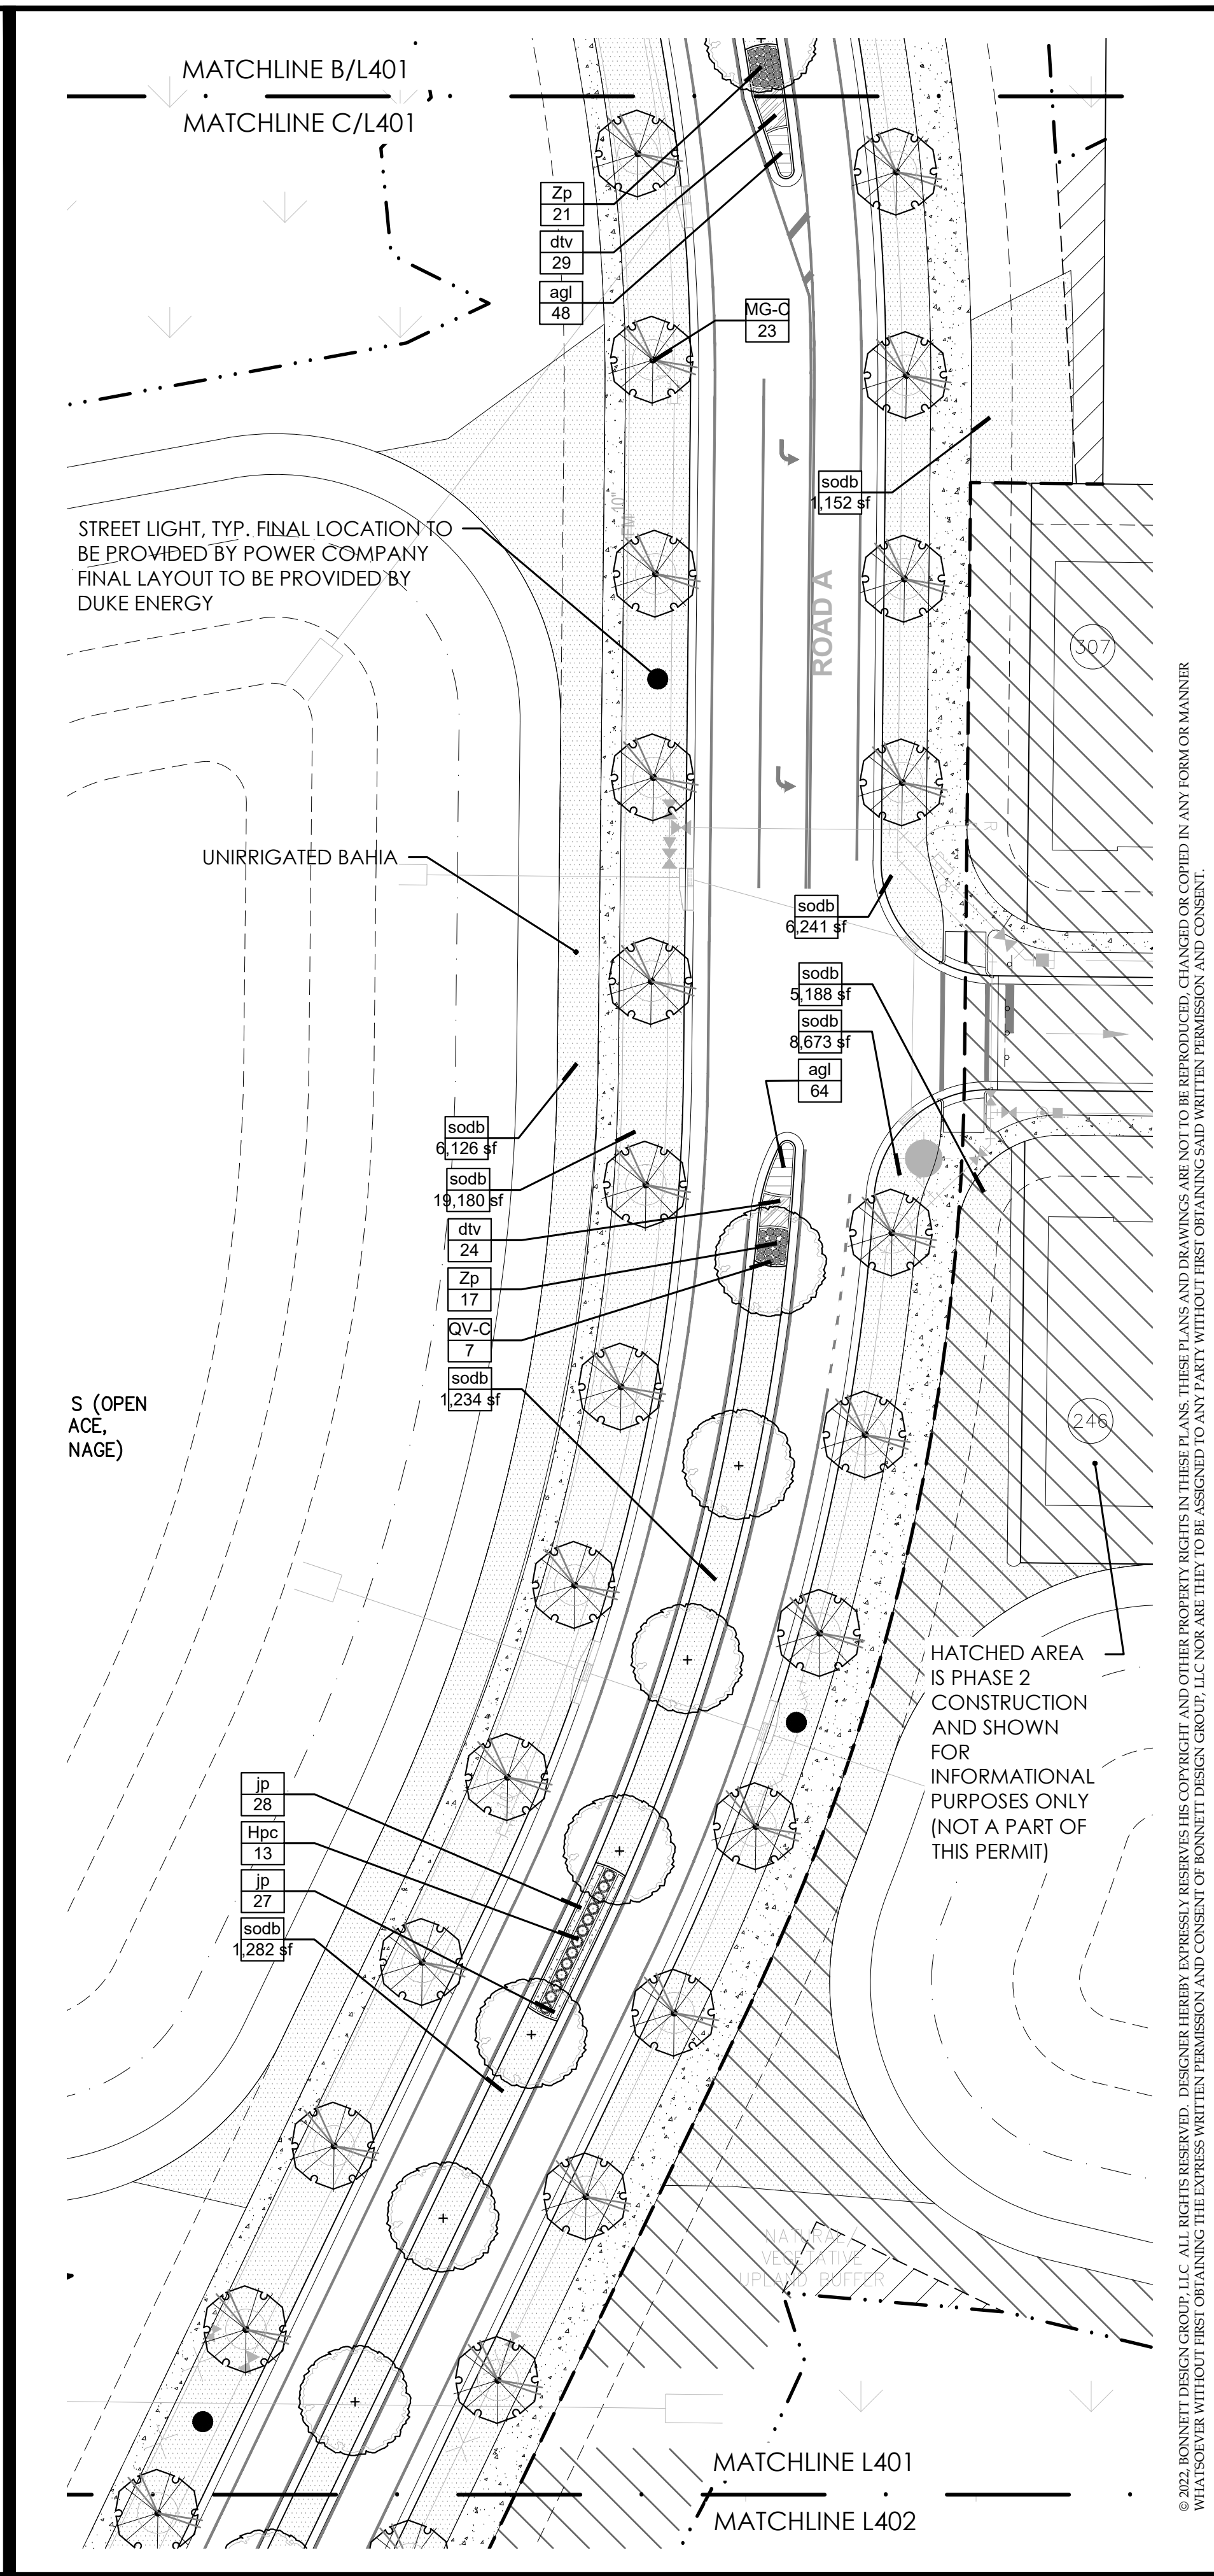 MATCHLINE B/L401
MATCHLINE C/L401
Zp
21
dtv
29
agl
48
MG-C
23
sodb
1,152 sf
STREET LIGHT, TYP. FINAL LOCATION TO
BE PROVIDED BY POWER COMPANY
FINAL LAYOUT TO BE PROVIDED BY
DUKE ENERGY
10"
ROAD A
307
UNIRRIGATED BAHIA
sodb
6,241 sf
sodb
5,188 sf
sodb
8,673 sf
agl
64
sodb
6,126 sf
sodb
19,180 sf
dtv
24
Zp
17
QV-C
7
sodb
1,234 sf
S (OPEN
ACE,
NAGE)
246
HATCHED AREA
IS PHASE 2
CONSTRUCTION
AND SHOWN
FOR
INFORMATIONAL
PURPOSES ONLY
(NOT A PART OF
THIS PERMIT)
jp
28
Hpc
13
jp
27
sodb
1,282 sf
NATURAL/
VEGETATIVE
UPLAND BUFFER
MATCHLINE L401
MATCHLINE L402
© 2022, BONNETT DESIGN GROUP, LLC ALL RIGHTS RESERVED. DESIGNER HEREBY EXPRESSLY RESERVES HIS COPYRIGHT AND OTHER PROPERTY RIGHTS IN THESE PLANS. THESE PLANS AND DRAWINGS ARE NOT TO BE REPRODUCED, CHANGED OR COPIED IN ANY FORM OR MANNER
WHATSOEVER WITHOUT FIRST OBTAINING THE EXPRESS WRITTEN PERMISSION AND CONSENT OF BONNETT DESIGN GROUP, LLC NOR ARE THEY TO BE ASSIGNED TO ANY PARTY WITHOUT FIRST OBTAINING SAID WRITTEN PERMISSION AND CONSENT.